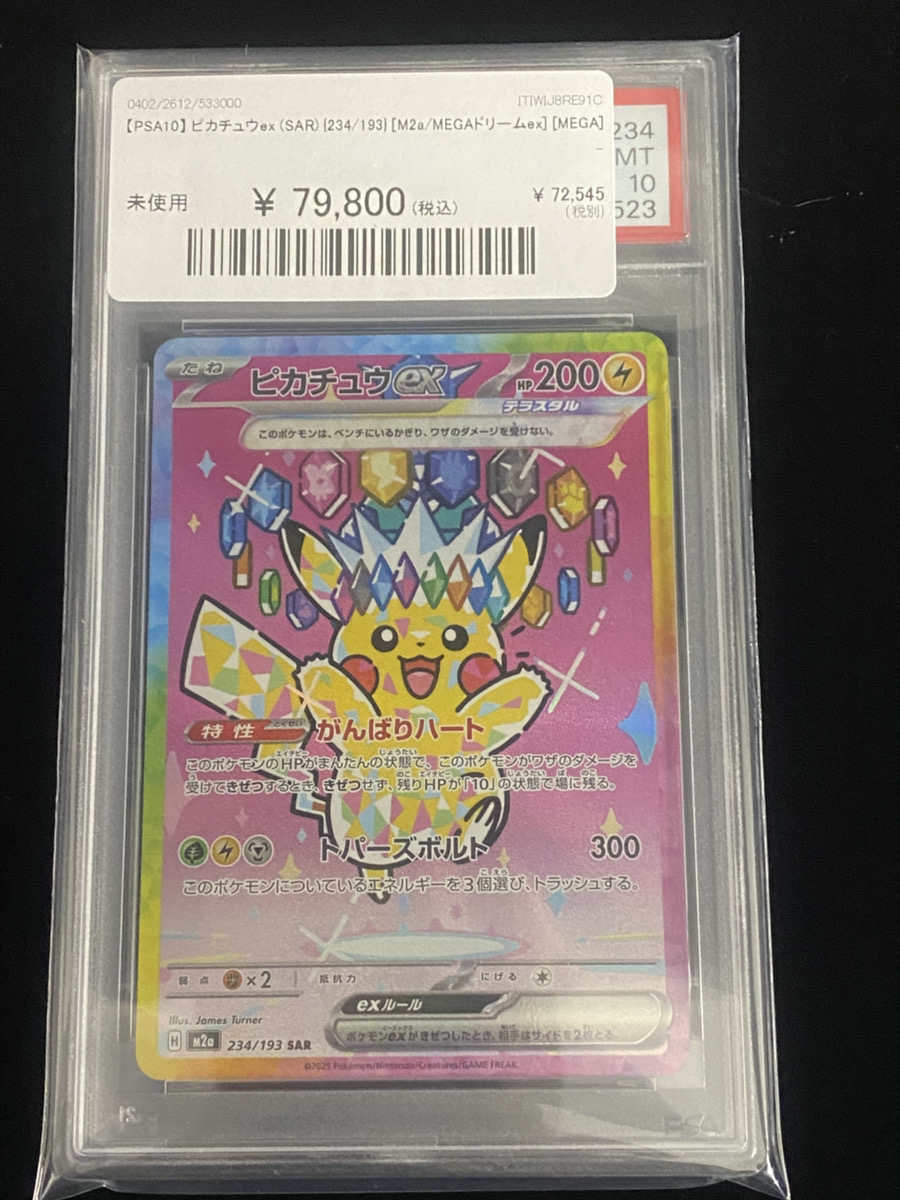 0402/2612/533000
ITIWIJ8RE91C
【PSA10】ピカチュウex(SAR){234/193}[M2a/MEGAドリームex][MEGA]
-
未使用
¥ 79,800(税込)
¥ 72,545
(税別)
234
MT
10
523
たね
ピカチュウex
HP200
テラスタル
このポケモンは、ベンチにいるかぎり、ワザのダメージを受けない。
特性
とくせい
がんばりハート
このポケモンのHPがまんたんの状態で、このポケモンがワザのダメージを
受けてきぜつするとき、きぜつせず、残りHPが「10」の状態で場に残る。
トパーズボルト 300
このポケモンについているエネルギーを3個選び、トラッシュする。
弱点 ×2 抵抗力 にげる
exルール
ポケモンexがきぜつしたとき、相手はサイドを2枚とる。
Illus. James Turner
H m2a 234/193 SAR
©2025 Pokémon/Nintendo/Creatures/GAME FREAK.
PSA